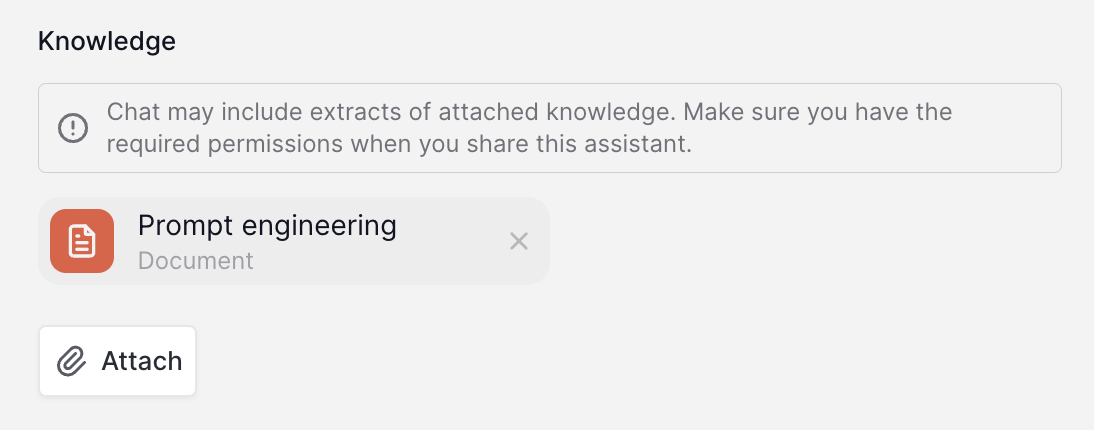 Knowledge
Chat may include extracts of attached knowledge. Make sure you have the
required permissions when you share this assistant.
Prompt engineering
Document
Attach